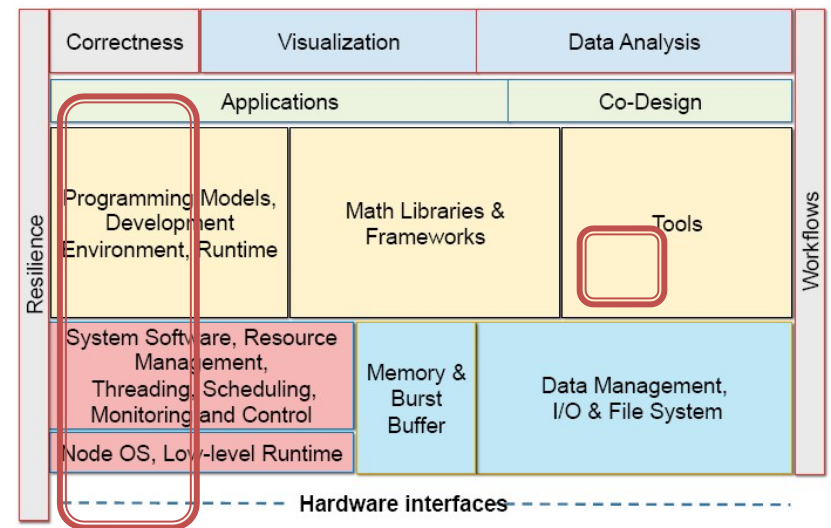 Correctness
Visualization
Data Analysis
Applications
Co-Design
Resilience
Programming Models,
Development
Environment, Runtime
Math Libraries &
Frameworks
Tools
Workflows
System Software, Resource
Management,
Threading, Scheduling,
Monitoring and Control
Memory &
Burst
Buffer
Data Management,
I/O & File System
Node OS, Low-level Runtime
Hardware interfaces